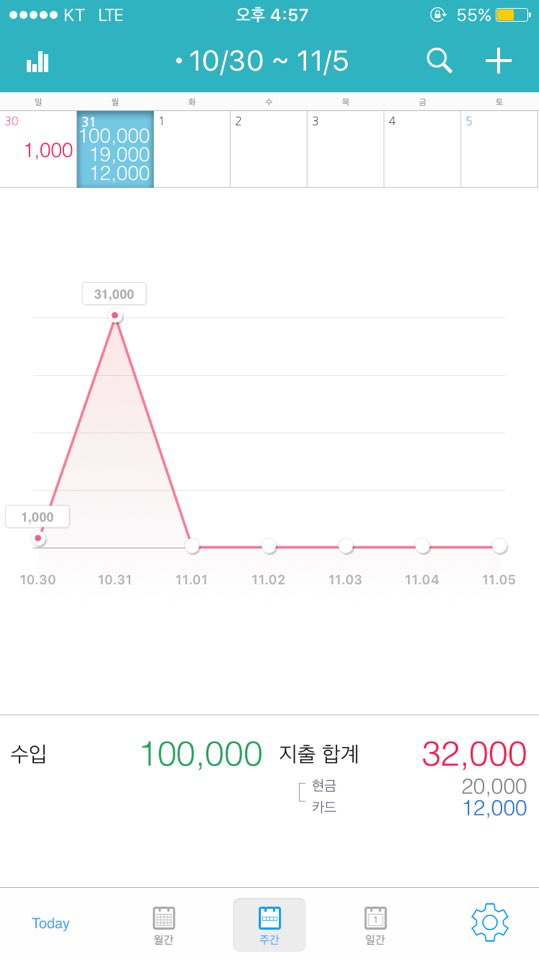 KT LTE 오후 4:57 55%
• 10/30 ~ 11/5
일 월 화 수 목 금 토
30 31 1 2 3 4 5
1,000 100,000
19,000
12,000
31,000
1,000
10.30 10.31 11.01 11.02 11.03 11.04 11.05
수입 100,000 지출 합계 32,000
현금 20,000
카드 12,000
Today 월간 주간 1 일간